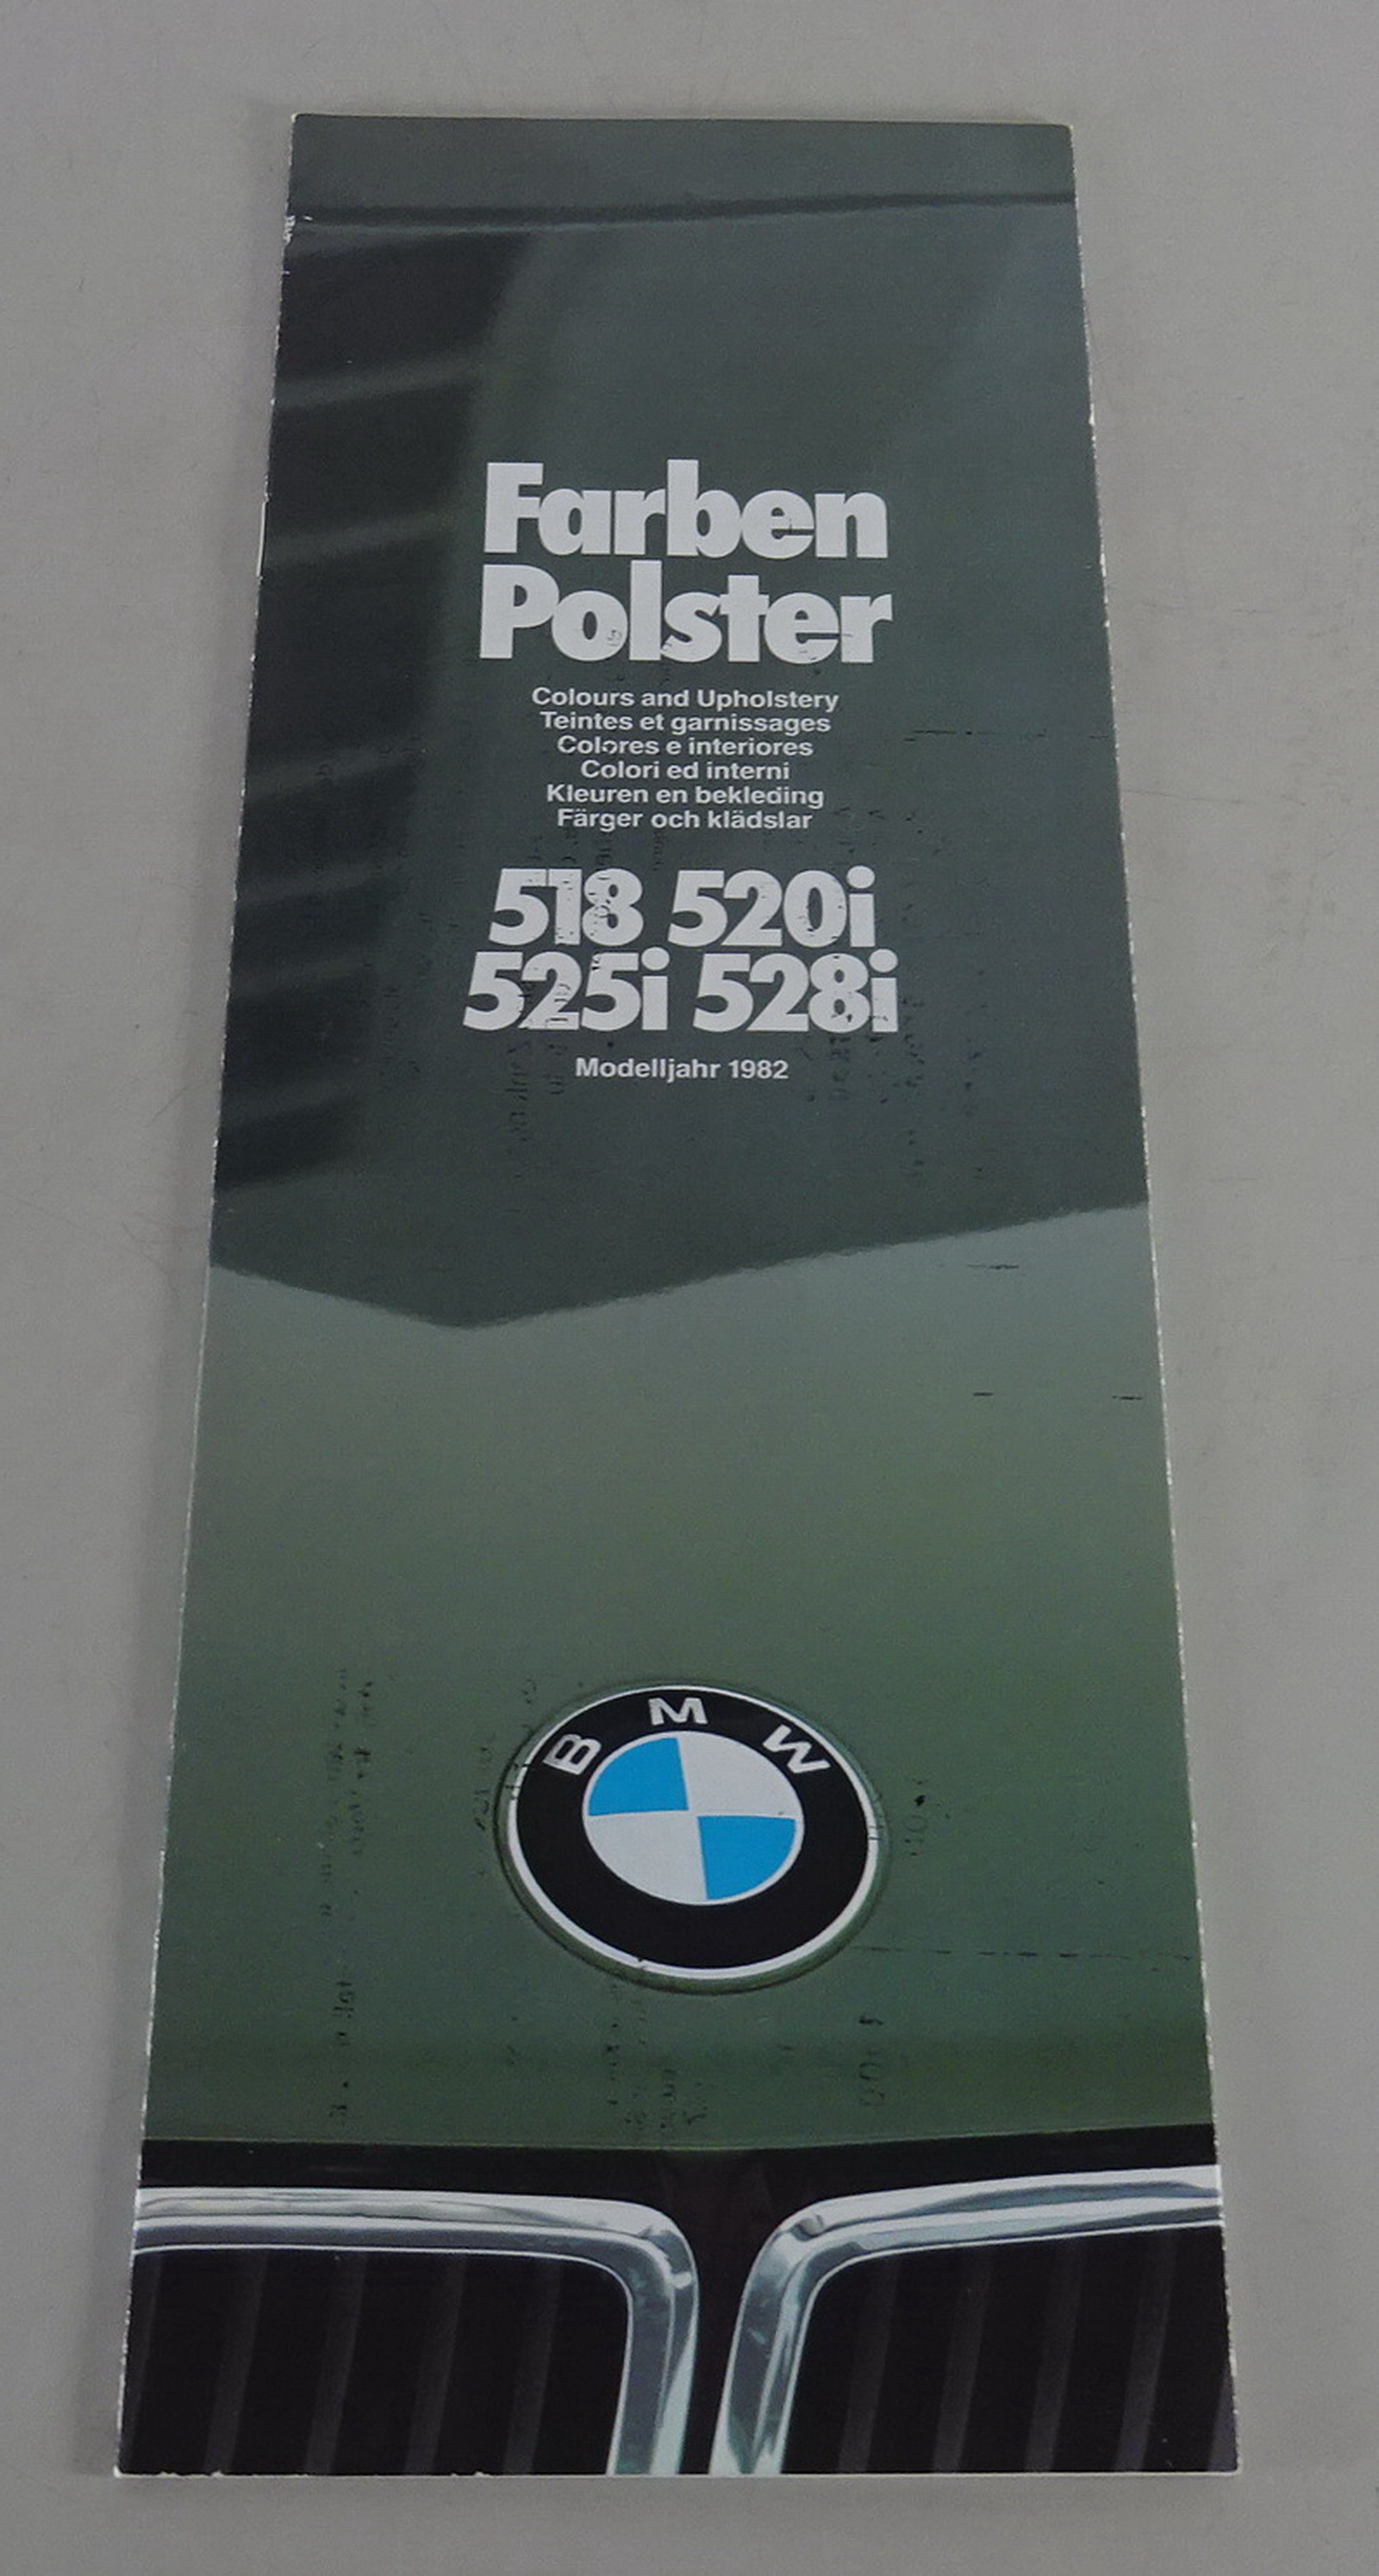 Farben
Polster
Colours and Upholstery
Teintes et garnissages
Colores e interiores
Colori ed interni
Kleuren en bekleding
Färger och klädslar
518 520i
525i 528i
Modelljahr 1982
BMW